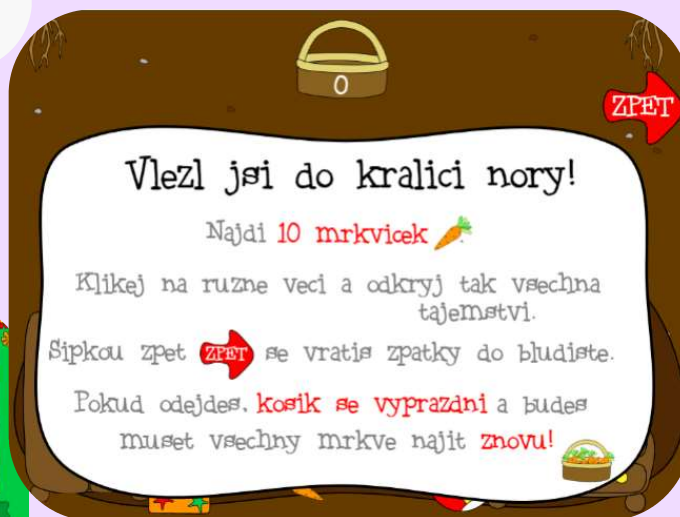 0
ZPET
Vlezl jsi do kralici nory!
Najdi 10 mrkvicek
Klikej na ruzne veci a odkryj tak vsechna
tajemstvi.
Sipkou zpet ZPET se vratis zpatky do bludiste.
Pokud odejdes, kosik se vyprazdni a budes
muset vsechny mrkve najit znovu!